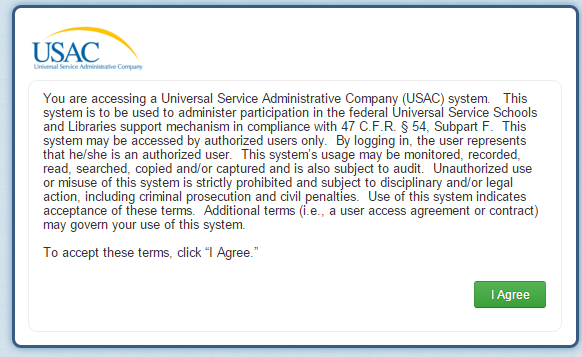 USAC
Universal Service Administrative Company
You are accessing a Universal Service Administrative Company (USAC) system. This
system is to be used to administer participation in the federal Universal Service Schools
and Libraries support mechanism in compliance with 47 C.F.R. § 54, Subpart F. This
system may be accessed by authorized users only. By logging in, the user represents
that he/she is an authorized user. This system's usage may be monitored, recorded,
read, searched, copied and/or captured and is also subject to audit. Unauthorized use
or misuse of this system is strictly prohibited and subject to disciplinary and/or legal
action, including criminal prosecution and civil penalties. Use of this system indicates
acceptance of these terms. Additional terms (i.e., a user access agreement or contract)
may govern your use of this system.
To accept these terms, click “I Agree.”
I Agree